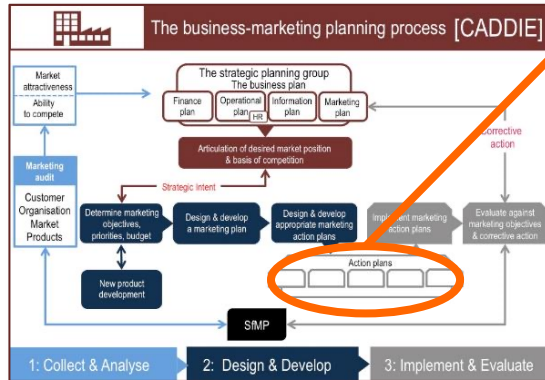 The business-marketing planning process [CADDIE]
Market
attractiveness
Ability
to compete
The strategic planning group
The business plan
Finance
plan
Operational
plan
HR
Information
plan
Marketing
plan
Articulation of desired market position
& basis of competition
Corrective
action
Marketing
audit
Customer
Organisation
Market
Products
Strategic Intent
Determine marketing
objectives,
priorities, budget
Design & develop
a marketing plan
Design & develop
appropriate marketing
action plans
Implement marketing
action plans
Evaluate against
marketing objectives
& corrective action
New product
development
Action plans
SfMP
1: Collect & Analyse
2: Design & Develop
3: Implement & Evaluate